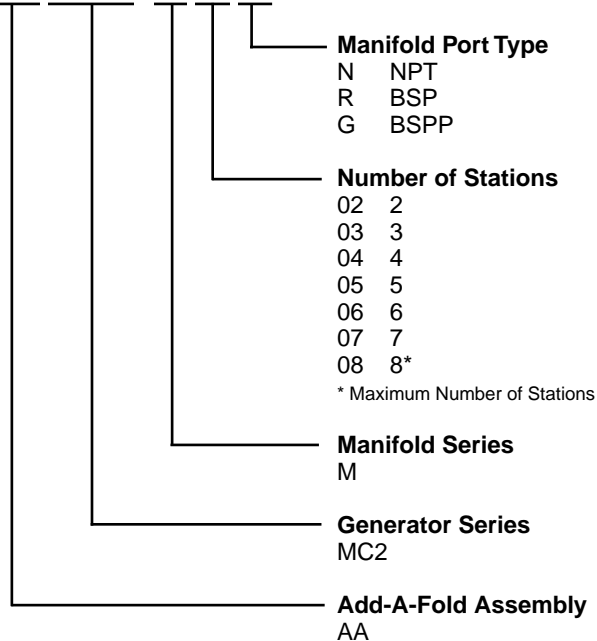 Manifold Port Type
N NPT
R BSP
G BSPP
Number of Stations
02 2
03 3
04 4
05 5
06 6
07 7
08 8*
* Maximum Number of Stations
Manifold Series
M
Generator Series
MC2
Add-A-Fold Assembly
AA